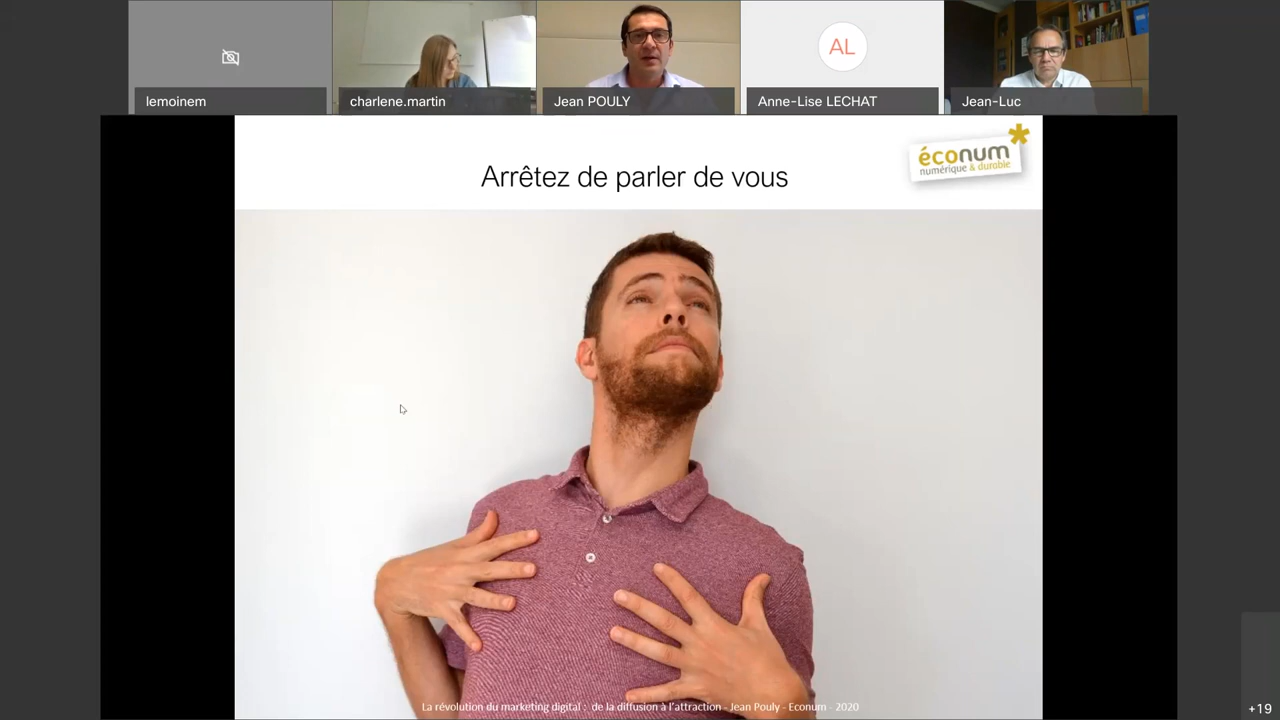 lemoinem
charlene.martin
Jean POULY
AL
Anne-Lise LECHAT
Jean-Luc
éconum
numérique & durable
Arrêtez de parler de vous
La révolution du marketing digital : de la diffusion à l'attraction - Jean Pouly - Econum - 2020
+19